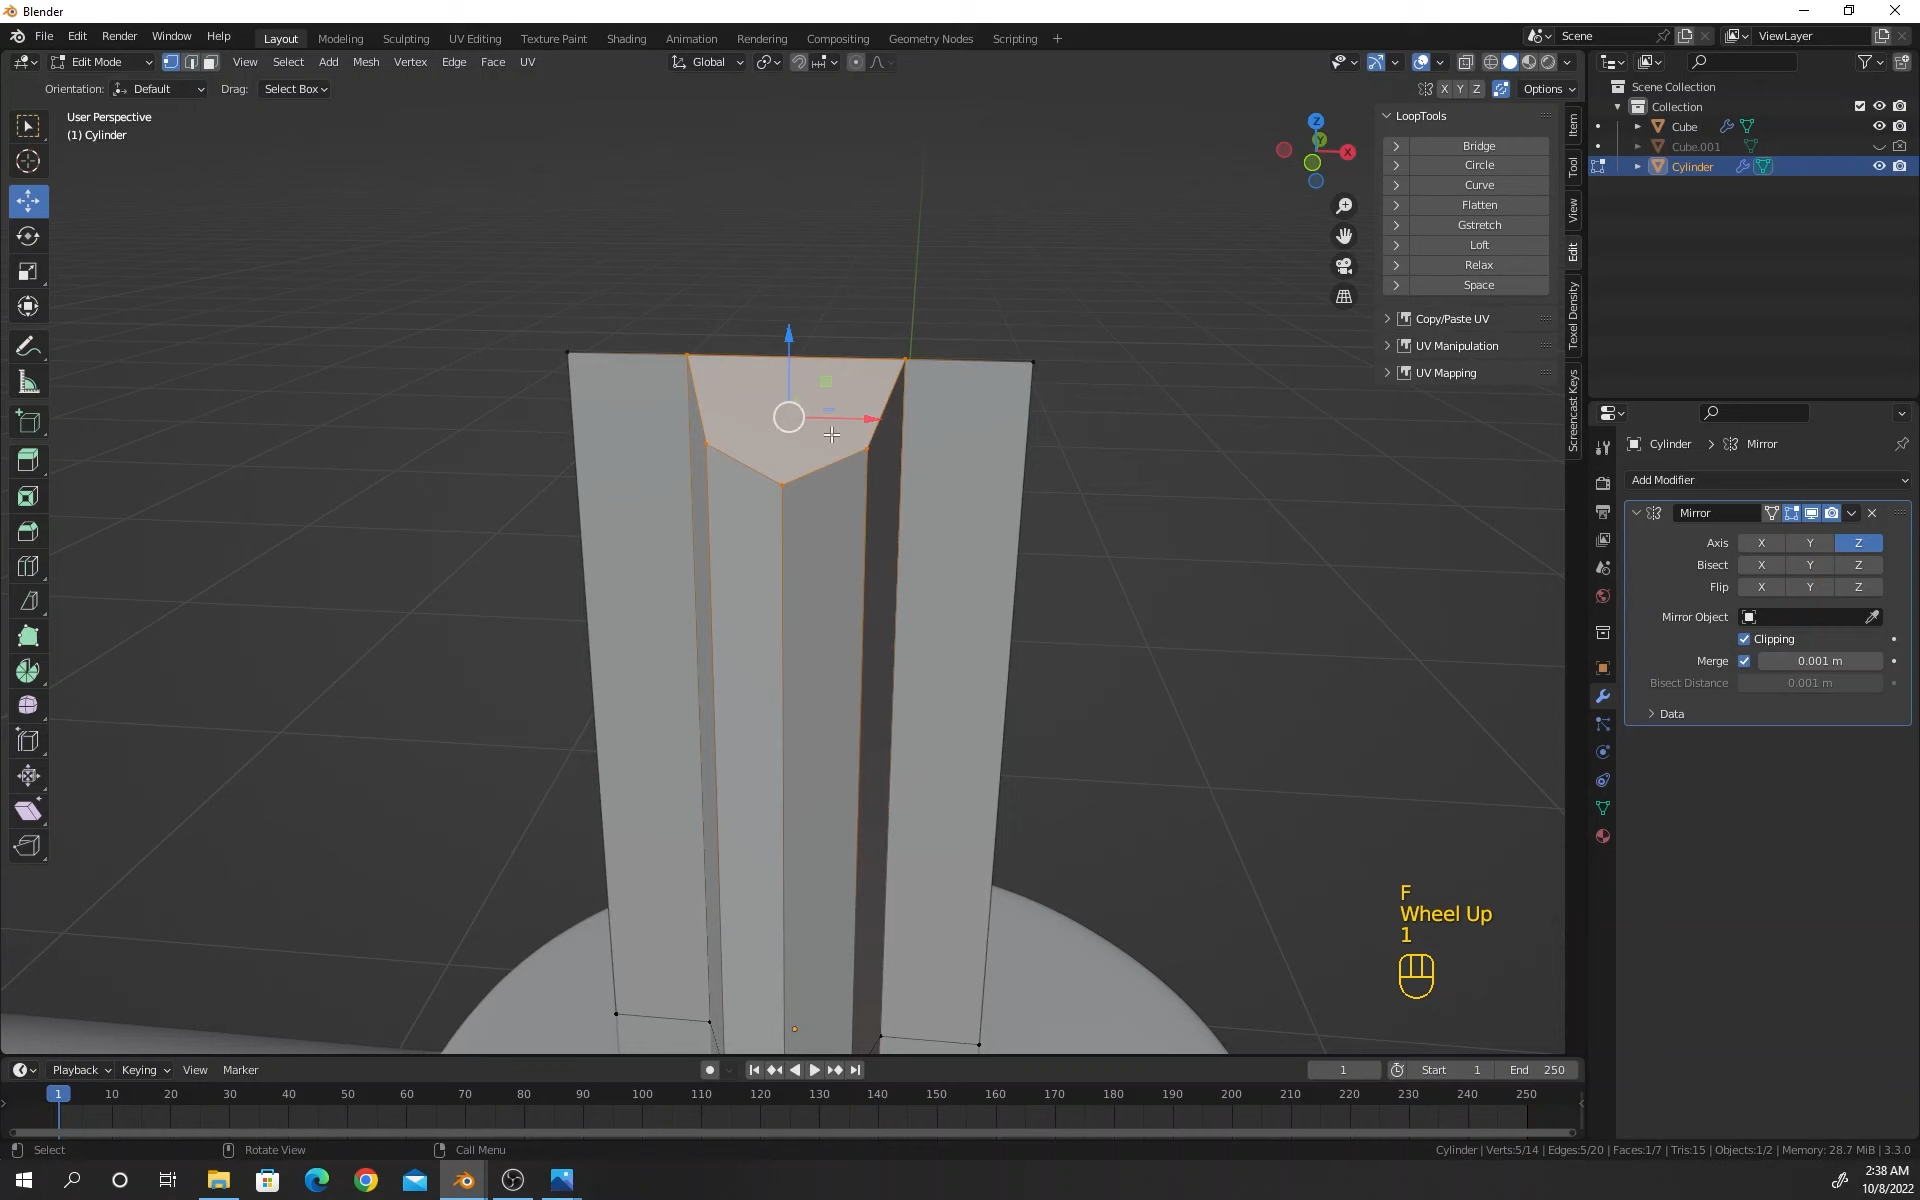 Blender
File Edit Render Window Help Layout Modeling Sculpting UV Editing Texture Paint Shading Animation Rendering Compositing Geometry Nodes Scripting + Scene ViewLayer
Edit Mode View Select Add Mesh Vertex Edge Face UV Global
Orientation: Default Drag: Select Box X Y Z Options
User Perspective
(1) Cylinder
Z
Y
X
LoopTools
Bridge
Circle
Curve
Flatten
Gstretch
Loft
Relax
Space
Copy/Paste UV
UV Manipulation
UV Mapping
Item
Tool
View
Edit
Texel Density
Screencast Keys
Scene Collection
Collection
Cube
Cube.001
Cylinder
Cylinder > Mirror
Add Modifier
Mirror
Axis X Y Z
Bisect X Y Z
Flip X Y Z
Mirror Object
Clipping
Merge 0.001 m
Bisect Distance 0.001 m
Data
F
Wheel Up
1
Playback Keying View Marker 1 Start 1 End 250
1 10 20 30 40 50 60 70 80 90 100 110 120 130 140 150 160 170 180 190 200 210 220 230 240 250
Select Rotate View Call Menu Cylinder | Verts:5/14 | Edges:5/20 | Faces:1/7 | Tris:15 | Objects:1/2 | Memory: 28.7 MiB | 3.3.0
2:38 AM
10/8/2022